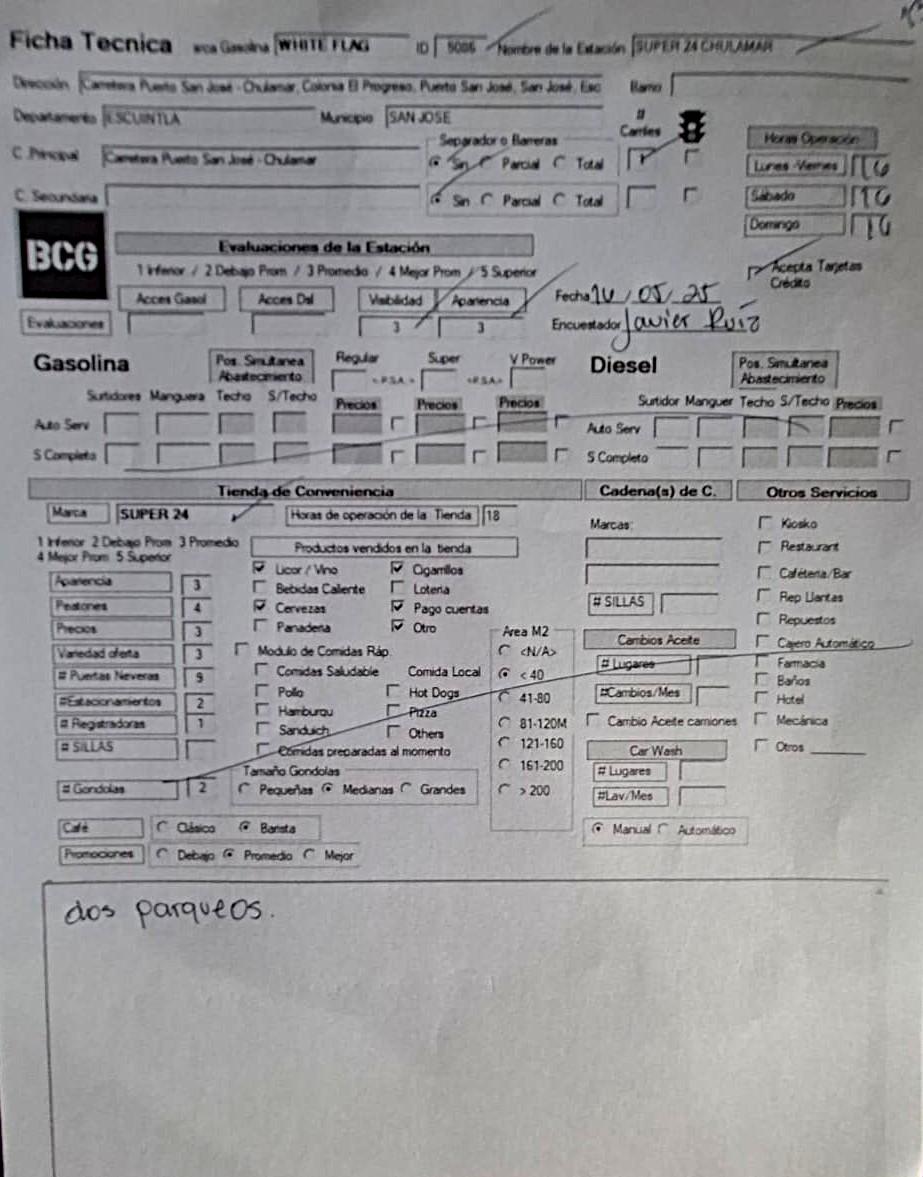 Ficha Tecnica arca Gasolina WHITE FLAG ID 5086 Nombre de la Estación SUPER 24 CHULAMAR
Dirección Carretera Puerto San José - Chulamar, Colonia El Progreso, Puerto San José, San José, Esc Barrio
Departamento ESCUINTLA Municipio SAN JOSE # Carriles
C. Principal Carretera Puerto San José - Chulamar Separador o Barreras Sin Parcial Total
C. Secundaria Sin Parcial Total
Horas Operación
Lunes-Viernes
Sábado
Domingo
Acepta Tarjetas Crédito
BCG
Evaluaciones de la Estación
1 Inferior / 2 Debajo Prom / 3 Promedio / 4 Mejor Prom / 5 Superior
Acces Gasol Acces Dsl Visibilidad Apariencia
Evaluaciones 3 3
Fecha 16/05/25
Encuestador Javier Ruiz
Gasolina Pos. Simultanea Abastecimiento Regular <P.S.A.> Super <P.S.A.> V Power
Surtidores Manguera Techo S/Techo Precios Precios Precios
Auto Serv
S Completo
Diesel Pos. Simultanea Abastecimiento
Surtidor Manguer Techo S/Techo Precios
Auto Serv
S Completo
Tienda de Conveniencia
Marca SUPER 24 Horas de operación de la Tienda 18
1 Inferior 2 Debajo Prom 3 Promedio
4 Mejor Prom 5 Superior
Apariencia 3
Peatones 4
Precios 3
Variedad oferta 3
# Puertas Neveras 9
#Estacionamientos 2
# Registradoras 1
# SILLAS
# Gondolas 2
Productos vendidos en la tienda
Licor / Vino Cigarrillos
Bebidas Caliente Loteria
Cervezas Pago cuentas
Panaderia Otro
Modulo de Comidas Ráp.
Comidas Saludable Comida Local
Pollo Hot Dogs
Hamburgu Pizza
Sanduich Others
Comidas preparadas al momento
Tamaño Gondolas
Pequeñas Medianas Grandes
Area M2
<N/A>
< 40
41-80
81-120M
121-160
161-200
> 200
Café Clásico Barista
Promociones Debajo Promedio Mejor
Cadena(s) de C.
Marcas:
# SILLAS
Cambios Aceite
# Lugares
#Cambios/Mes
Cambio Aceite camiones
Car Wash
# Lugares
#Lav/Mes
Manual Automático
Otros Servicios
Kiosko
Restaurant
Cafétena/Bar
Rep Llantas
Repuestos
Cajero Automático
Farmacia
Baños
Hotel
Mecánica
Otros
dos parqueos.